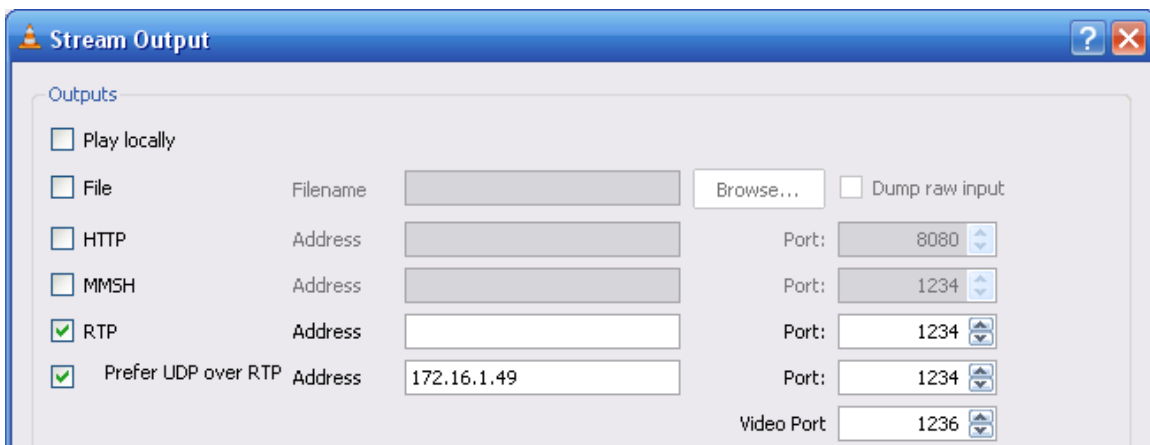 Stream Output
Outputs
Play locally
File Filename Browse... Dump raw input
HTTP Address Port: 8080
MMSH Address Port: 1234
RTP Address Port: 1234
Prefer UDP over RTP Address 172.16.1.49 Port: 1234
Video Port 1236